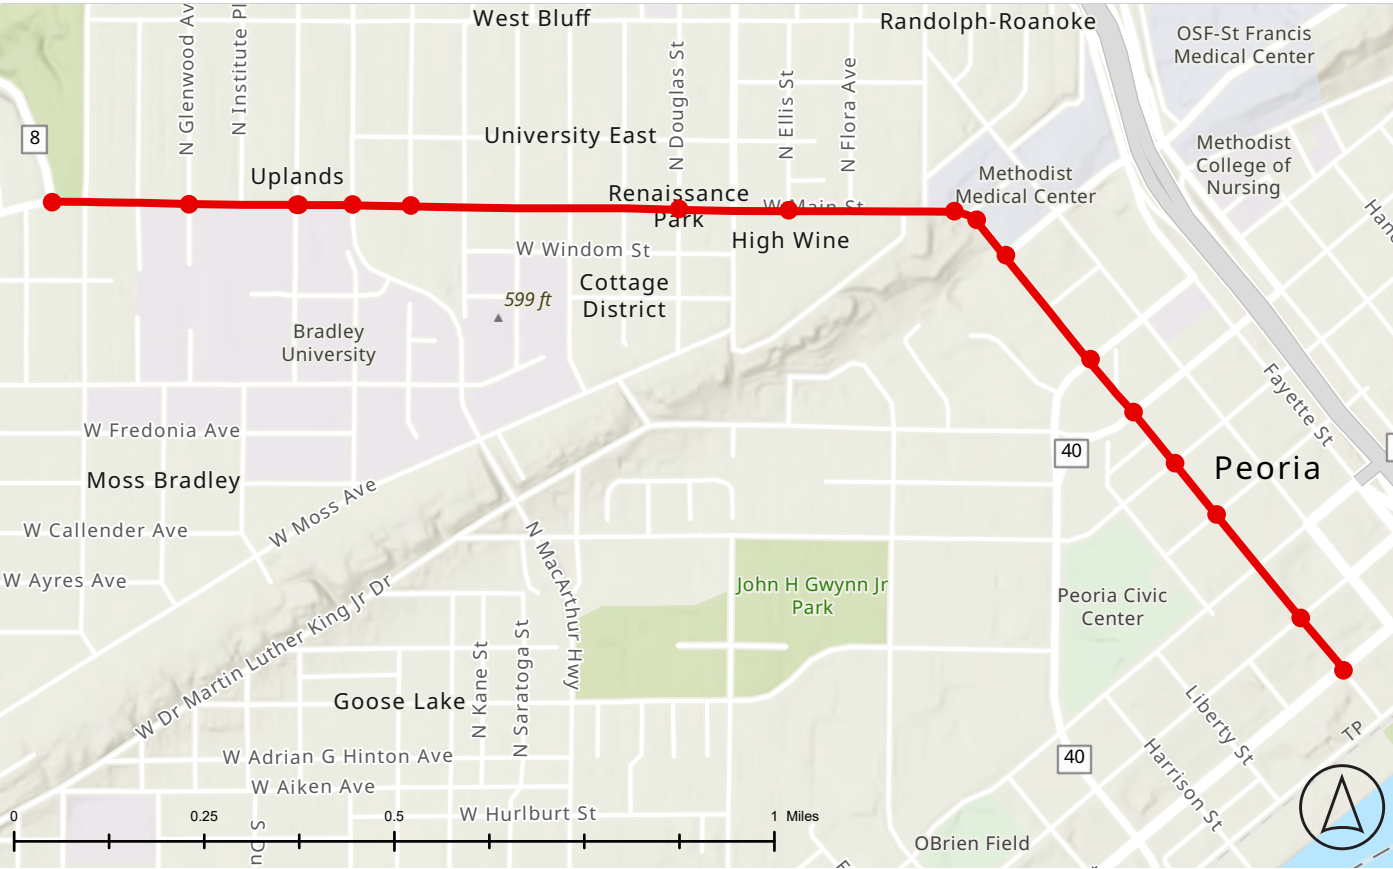 West Bluff
Randolph-Roanoke
OSF-St Francis
Medical Center
N Glenwood Av
N Institute Pl
N Douglas St
N Ellis St
N Flora Ave
8
University East
Methodist
College of
Nursing
Uplands
Methodist
Medical Center
Renaissance
Park
W Main St
W Windom St
High Wine
599 ft
Cottage
District
Bradley
University
Fayette St
W Fredonia Ave
40
Peoria
Moss Bradley
W Moss Ave
W Callender Ave
N MacArthur Hwy
W Ayres Ave
John H Gwynn Jr
Park
Peoria Civic
Center
W Dr Martin Luther King Jr Dr
N Kane St
N Saratoga St
Goose Lake
Liberty St
Harrison St
TP
W Adrian G Hinton Ave
40
W Aiken Ave
W Hurlburt St
0 0.25 0.5 1 Miles
OBrien Field